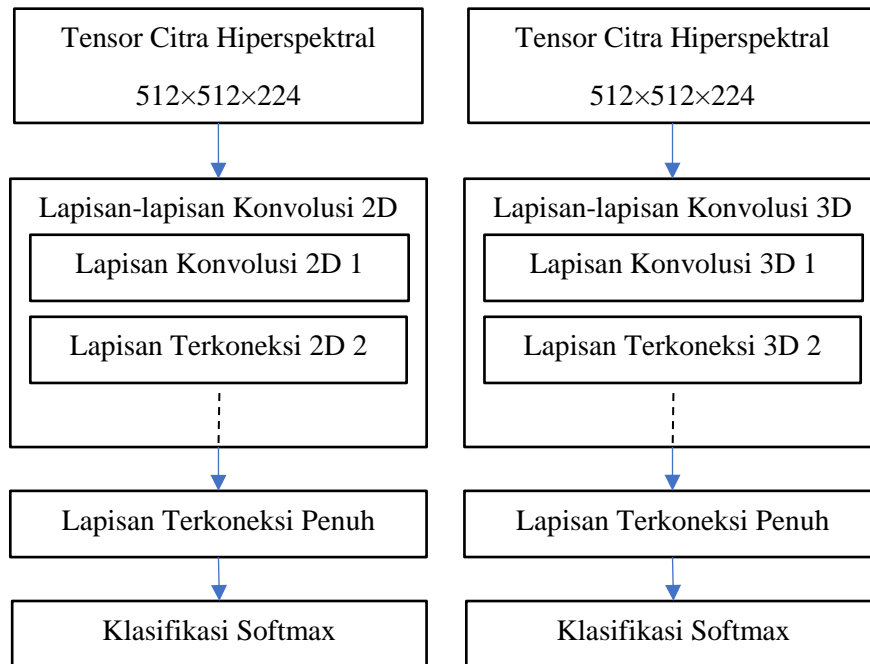 Tensor Citra Hiperspektral
512×512×224
Lapisan-lapisan Konvolusi 2D
Lapisan Konvolusi 2D 1
Lapisan Terkoneksi 2D 2
Lapisan Terkoneksi Penuh
Klasifikasi Softmax
Tensor Citra Hiperspektral
512×512×224
Lapisan-lapisan Konvolusi 3D
Lapisan Konvolusi 3D 1
Lapisan Terkoneksi 3D 2
Lapisan Terkoneksi Penuh
Klasifikasi Softmax